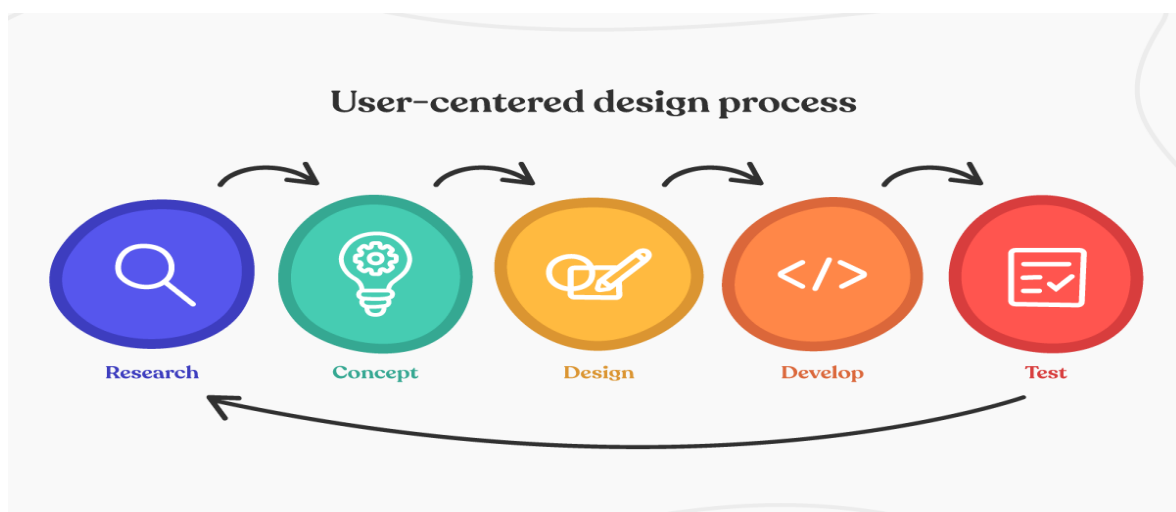 User-centered design process
Research
Concept
Design
Develop
Test